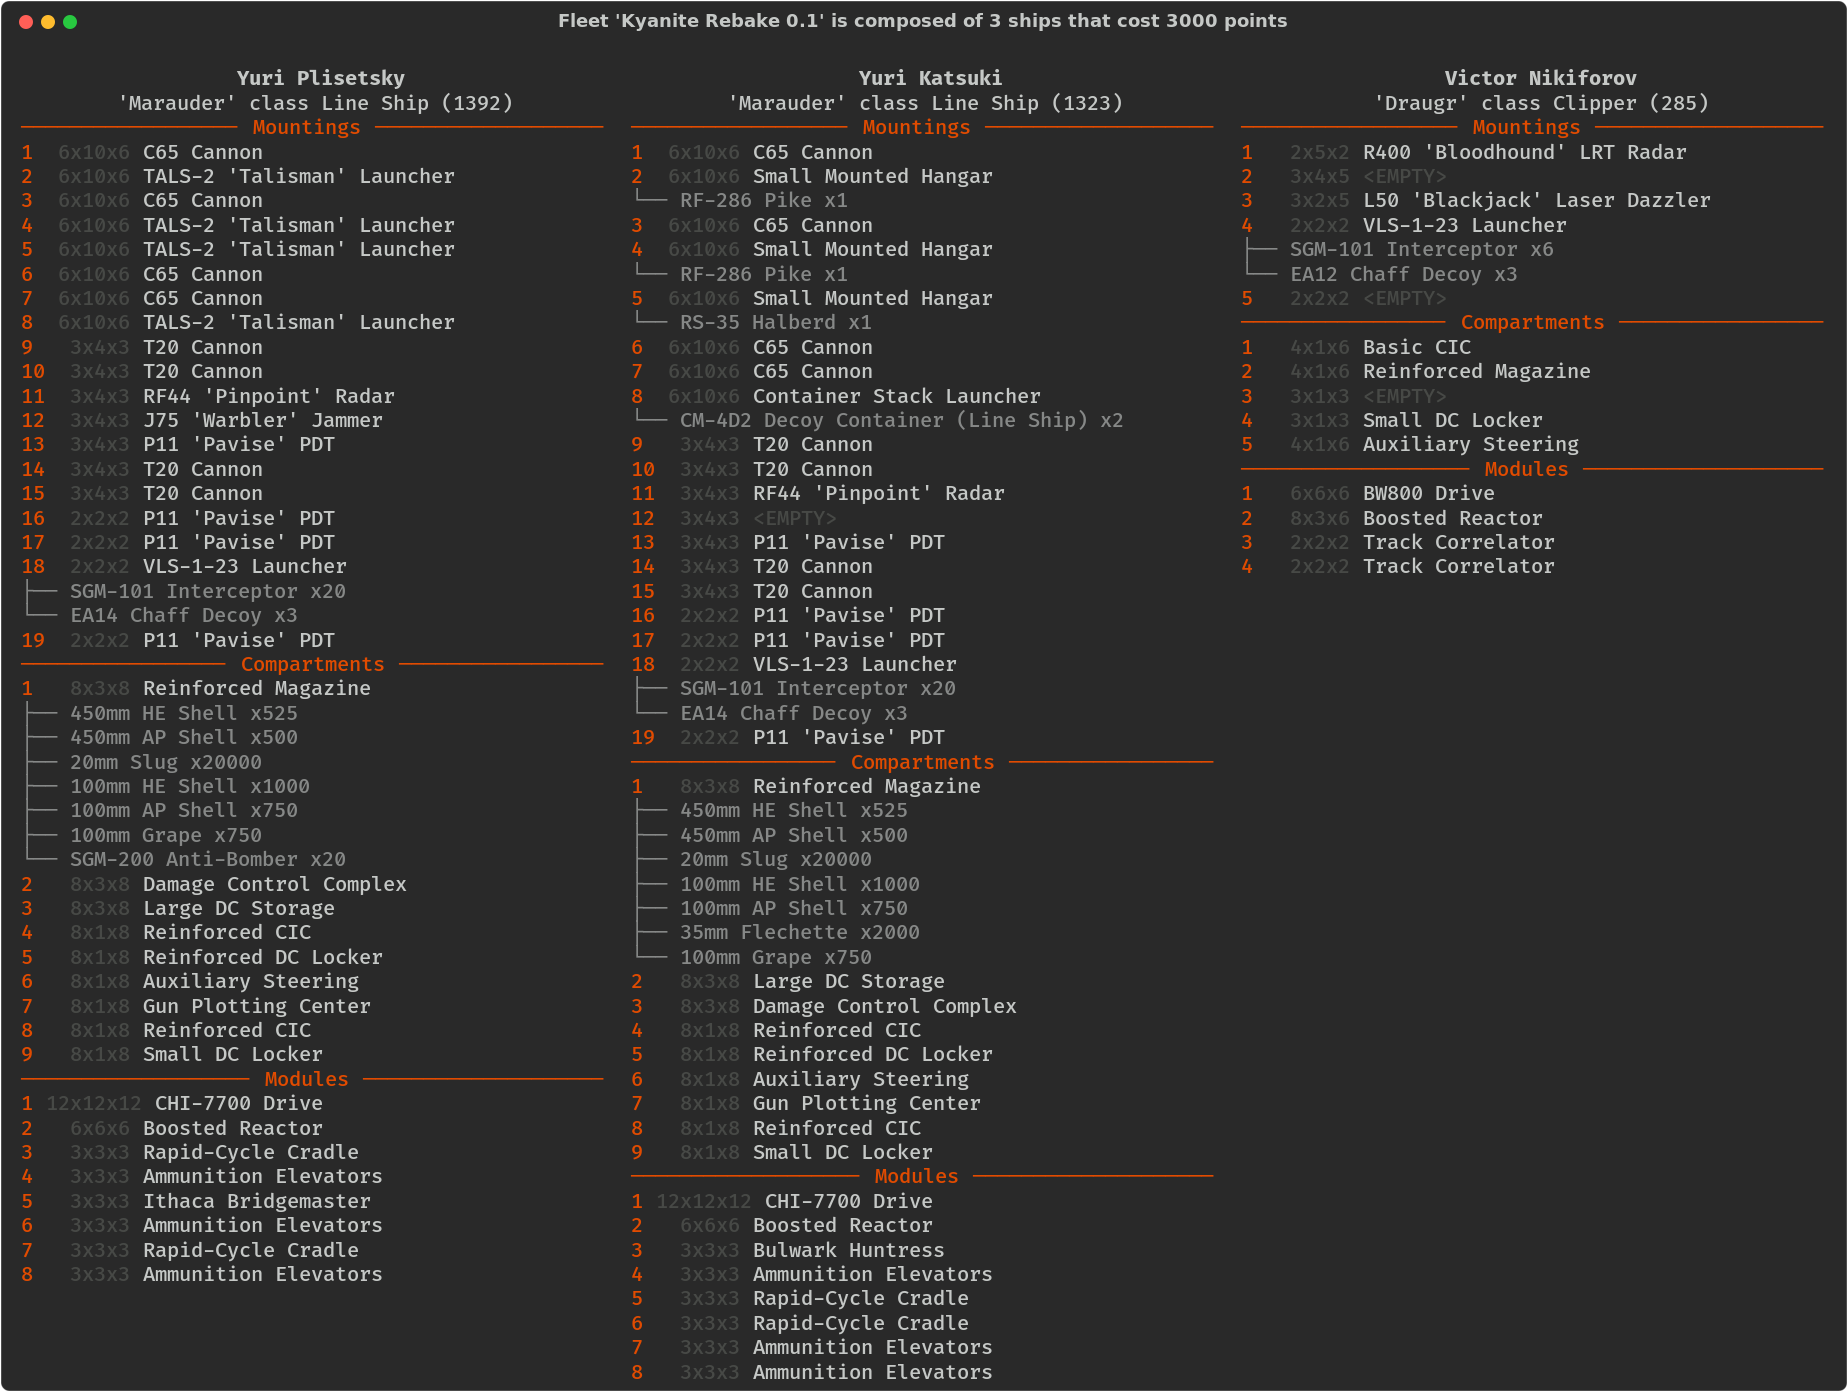 Fleet 'Kyanite Rebake 0.1' is composed of 3 ships that cost 3000 points
Yuri Plisetsky
'Marauder' class Line Ship (1392)
Mountings
1 6x10x6 C65 Cannon
2 6x10x6 TALS-2 'Talisman' Launcher
3 6x10x6 C65 Cannon
4 6x10x6 TALS-2 'Talisman' Launcher
5 6x10x6 TALS-2 'Talisman' Launcher
6 6x10x6 C65 Cannon
7 6x10x6 C65 Cannon
8 6x10x6 TALS-2 'Talisman' Launcher
9 3x4x3 T20 Cannon
10 3x4x3 T20 Cannon
11 3x4x3 RF44 'Pinpoint' Radar
12 3x4x3 J75 'Warbler' Jammer
13 3x4x3 P11 'Pavise' PDT
14 3x4x3 T20 Cannon
15 3x4x3 T20 Cannon
16 2x2x2 P11 'Pavise' PDT
17 2x2x2 P11 'Pavise' PDT
18 2x2x2 VLS-1-23 Launcher
├── SGM-101 Interceptor x20
└── EA14 Chaff Decoy x3
19 2x2x2 P11 'Pavise' PDT
Compartments
1 8x3x8 Reinforced Magazine
├── 450mm HE Shell x525
├── 450mm AP Shell x500
├── 20mm Slug x20000
├── 100mm HE Shell x1000
├── 100mm AP Shell x750
├── 100mm Grape x750
└── SGM-200 Anti-Bomber x20
2 8x3x8 Damage Control Complex
3 8x3x8 Large DC Storage
4 8x1x8 Reinforced CIC
5 8x1x8 Reinforced DC Locker
6 8x1x8 Auxiliary Steering
7 8x1x8 Gun Plotting Center
8 8x1x8 Reinforced CIC
9 8x1x8 Small DC Locker
Modules
1 12x12x12 CHI-7700 Drive
2 6x6x6 Boosted Reactor
3 3x3x3 Rapid-Cycle Cradle
4 3x3x3 Ammunition Elevators
5 3x3x3 Ithaca Bridgemaster
6 3x3x3 Ammunition Elevators
7 3x3x3 Rapid-Cycle Cradle
8 3x3x3 Ammunition Elevators
Yuri Katsuki
'Marauder' class Line Ship (1323)
Mountings
1 6x10x6 C65 Cannon
2 6x10x6 Small Mounted Hangar
└── RF-286 Pike x1
3 6x10x6 C65 Cannon
4 6x10x6 Small Mounted Hangar
└── RF-286 Pike x1
5 6x10x6 Small Mounted Hangar
└── RS-35 Halberd x1
6 6x10x6 C65 Cannon
7 6x10x6 C65 Cannon
8 6x10x6 Container Stack Launcher
└── CM-4D2 Decoy Container (Line Ship) x2
9 3x4x3 T20 Cannon
10 3x4x3 T20 Cannon
11 3x4x3 RF44 'Pinpoint' Radar
12 3x4x3 <EMPTY>
13 3x4x3 P11 'Pavise' PDT
14 3x4x3 T20 Cannon
15 3x4x3 T20 Cannon
16 2x2x2 P11 'Pavise' PDT
17 2x2x2 P11 'Pavise' PDT
18 2x2x2 VLS-1-23 Launcher
├── SGM-101 Interceptor x20
└── EA14 Chaff Decoy x3
19 2x2x2 P11 'Pavise' PDT
Compartments
1 8x3x8 Reinforced Magazine
├── 450mm HE Shell x525
├── 450mm AP Shell x500
├── 20mm Slug x20000
├── 100mm HE Shell x1000
├── 100mm AP Shell x750
├── 35mm Flechette x2000
└── 100mm Grape x750
2 8x3x8 Large DC Storage
3 8x3x8 Damage Control Complex
4 8x1x8 Reinforced CIC
5 8x1x8 Reinforced DC Locker
6 8x1x8 Auxiliary Steering
7 8x1x8 Gun Plotting Center
8 8x1x8 Reinforced CIC
9 8x1x8 Small DC Locker
Modules
1 12x12x12 CHI-7700 Drive
2 6x6x6 Boosted Reactor
3 3x3x3 Bulwark Huntress
4 3x3x3 Ammunition Elevators
5 3x3x3 Rapid-Cycle Cradle
6 3x3x3 Rapid-Cycle Cradle
7 3x3x3 Ammunition Elevators
8 3x3x3 Ammunition Elevators
Victor Nikiforov
'Draugr' class Clipper (285)
Mountings
1 2x5x2 R400 'Bloodhound' LRT Radar
2 3x4x5 <EMPTY>
3 3x2x5 L50 'Blackjack' Laser Dazzler
4 2x2x2 VLS-1-23 Launcher
├── SGM-101 Interceptor x6
└── EA12 Chaff Decoy x3
5 2x2x2 <EMPTY>
Compartments
1 4x1x6 Basic CIC
2 4x1x6 Reinforced Magazine
3 3x1x3 <EMPTY>
4 3x1x3 Small DC Locker
5 4x1x6 Auxiliary Steering
Modules
1 6x6x6 BW800 Drive
2 8x3x6 Boosted Reactor
3 2x2x2 Track Correlator
4 2x2x2 Track Correlator